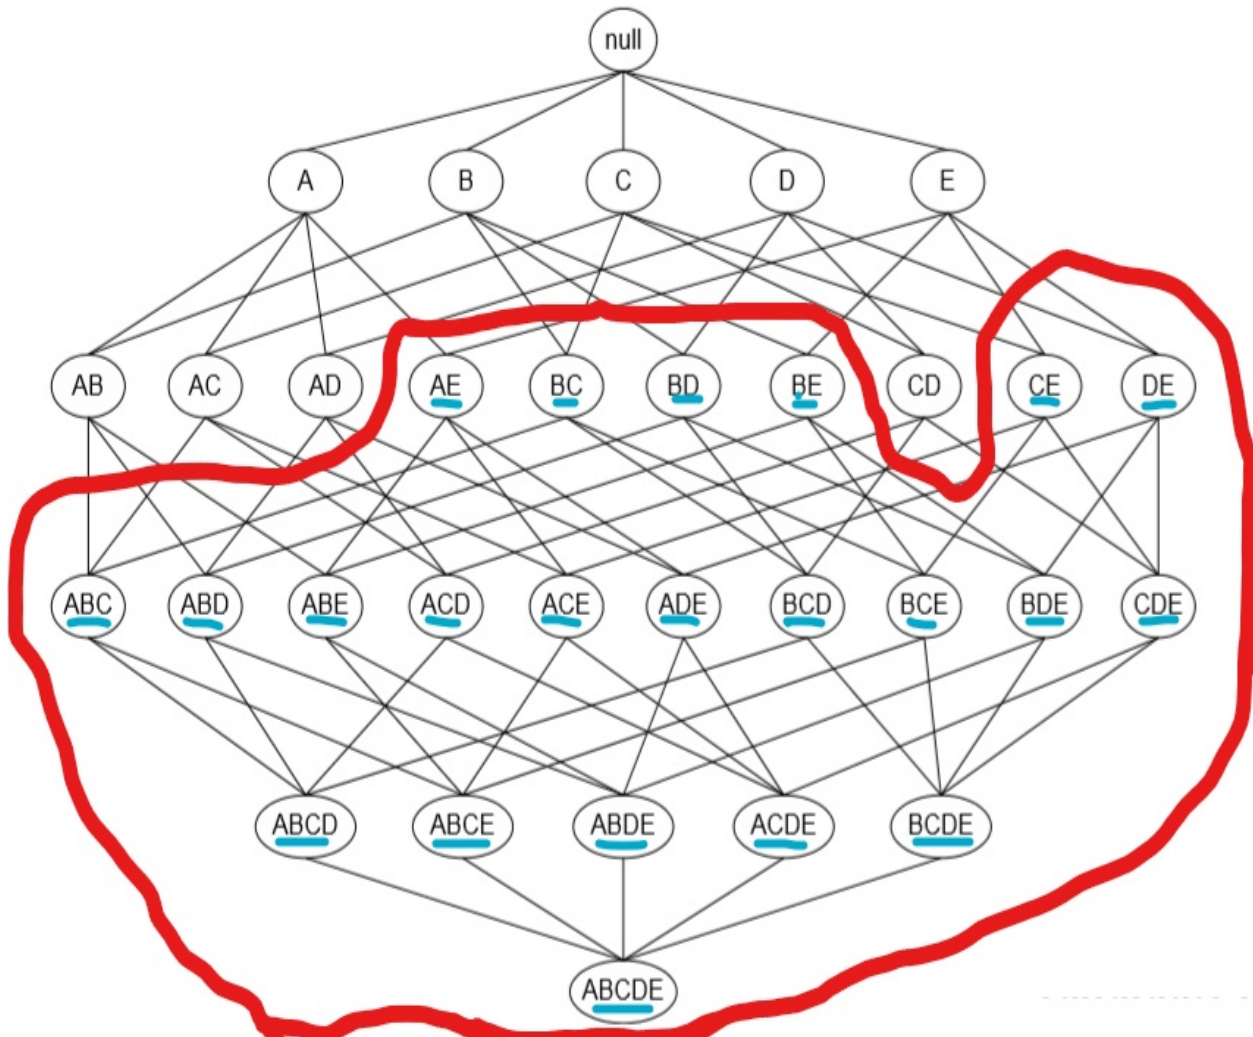 null
A B C D E
AB AC AD AE BC BD BE CD CE DE
ABC ABD ABE ACD ACE ADE BCD BCE BDE CDE
ABCD ABCE ABDE ACDE BCDE
ABCDE